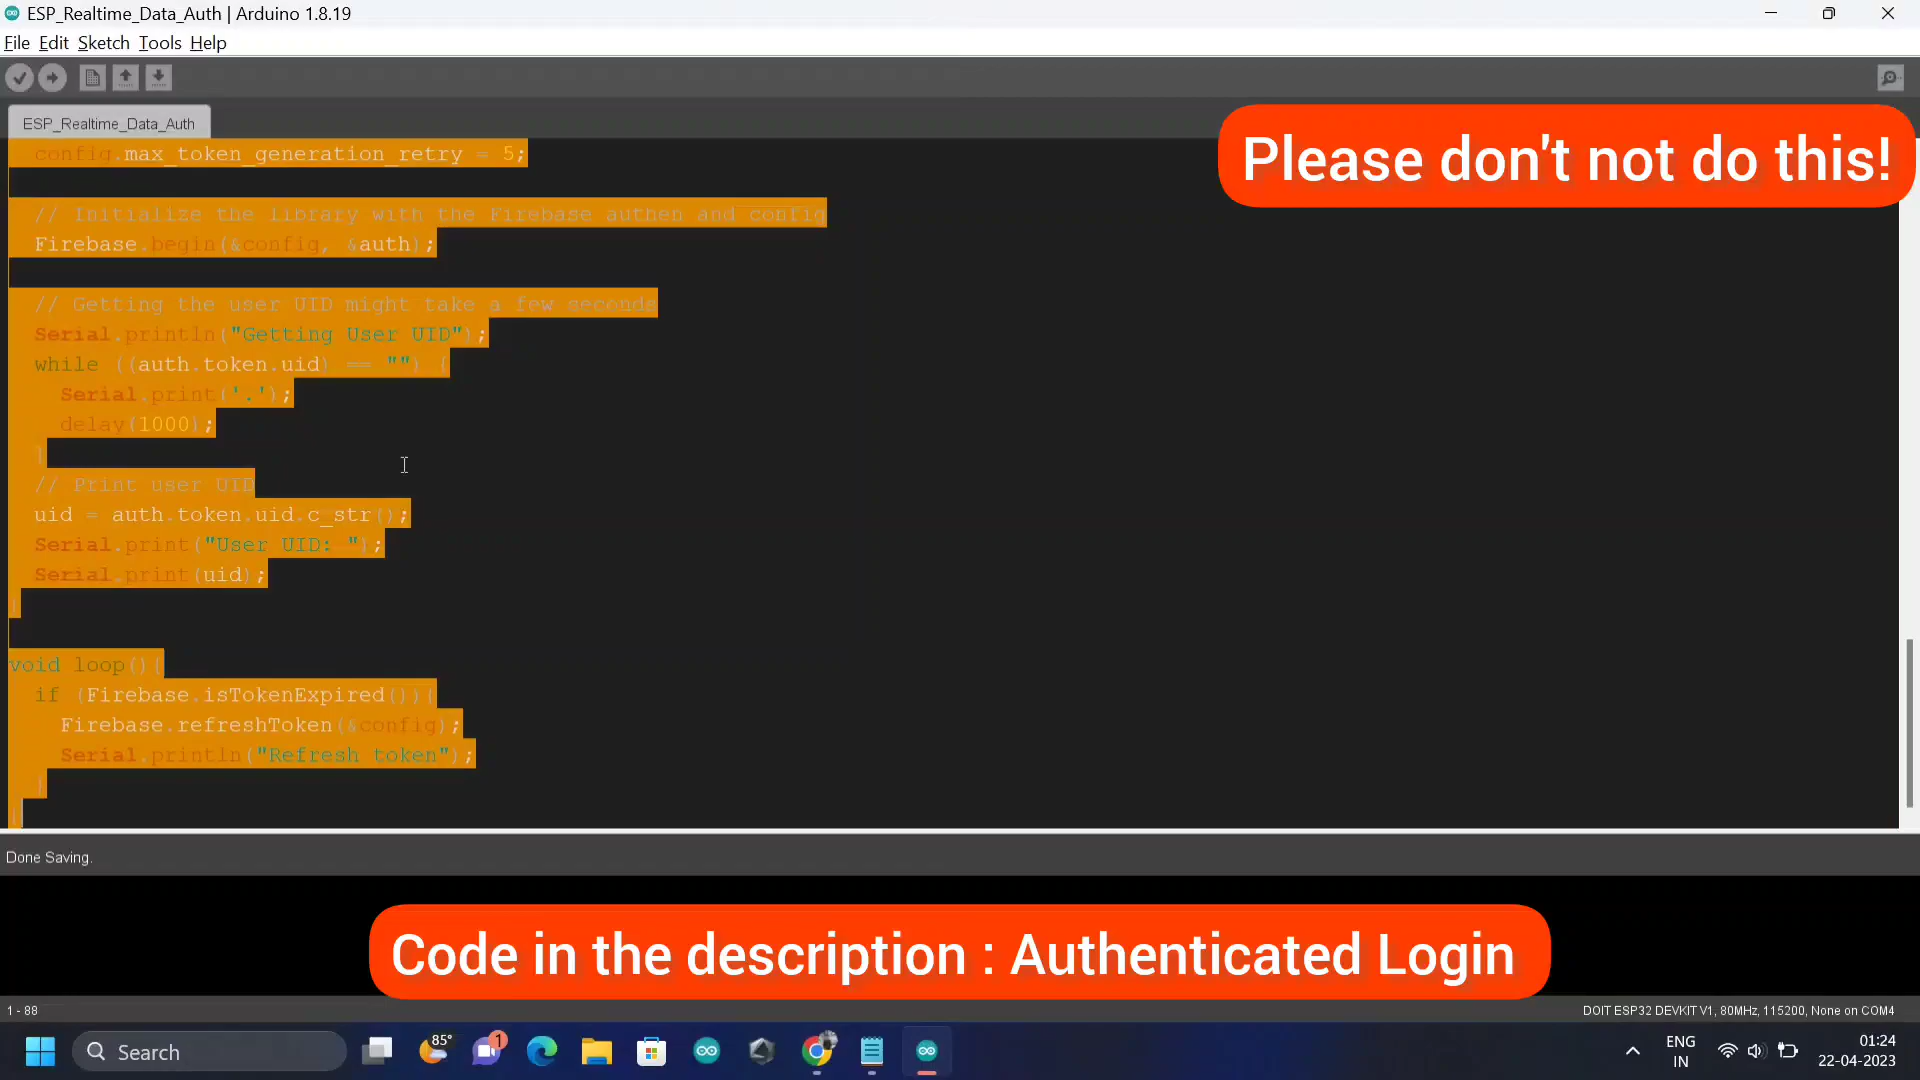 ESP_Realtime_Data_Auth | Arduino 1.8.19
File Edit Sketch Tools Help
ESP_Realtime_Data_Auth
Please don't not do this!
config.max_token_generation_retry = 5;
// Initialize the library with the Firebase authen and config
Firebase.begin(&config, &auth);
// Getting the user UID might take a few seconds
Serial.println("Getting User UID");
while ((auth.token.uid) == "") {
Serial.print('.');
delay(1000);
}
// Print user UID
uid = auth.token.uid.c_str();
Serial.print("User UID: ");
Serial.print(uid);
}
void loop(){
if (Firebase.isTokenExpired()){
Firebase.refreshToken(&config);
Serial.println("Refresh token");
}
}
Done Saving.
Code in the description : Authenticated Login
1 - 88
DOIT ESP32 DEVKIT V1, 80MHz, 115200, None on COM4
Search
85°
1
ENG
IN
01:24
22-04-2023